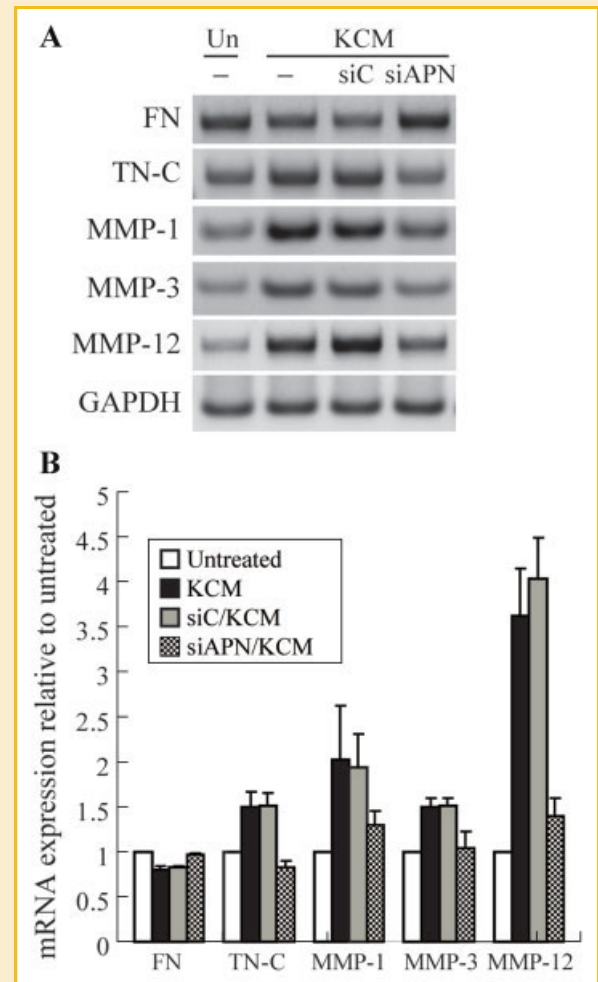 A
Un KCM
– – siC siAPN
FN
TN-C
MMP-1
MMP-3
MMP-12
GAPDH
B
mRNA expression relative to untreated
5
4.5
4
3.5
3
2.5
2
1.5
1
0.5
0
Untreated
KCM
siC/KCM
siAPN/KCM
FN TN-C MMP-1 MMP-3 MMP-12